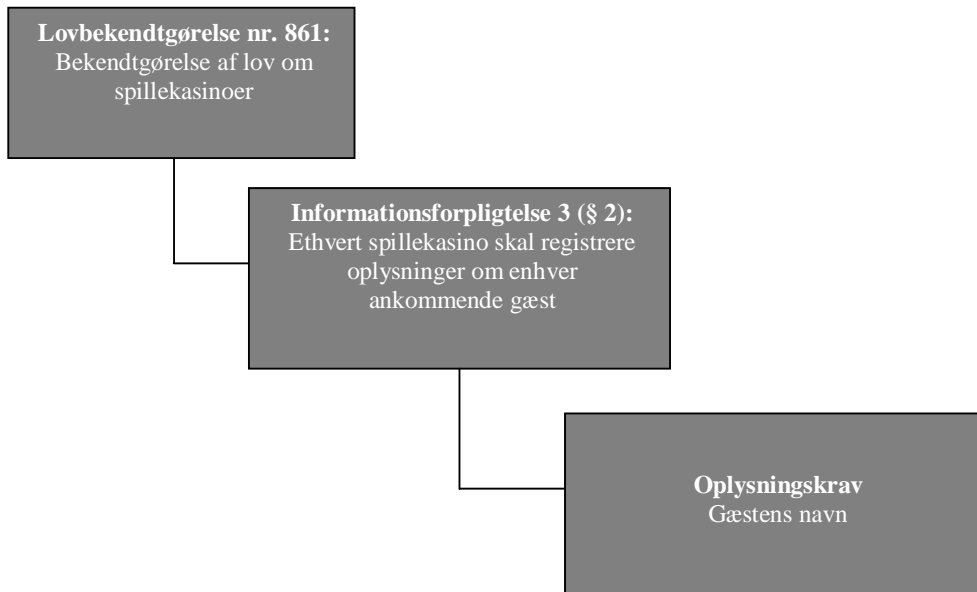 Lovbekendtgørelse nr. 861:
Bekendtgørelse af lov om
spillekasinoer
Informationsforpligtelse 3 (§ 2):
Ethvert spillekasino skal registrere
oplysninger om enhver
ankommende gæst
Oplysningskrav
Gæstens navn